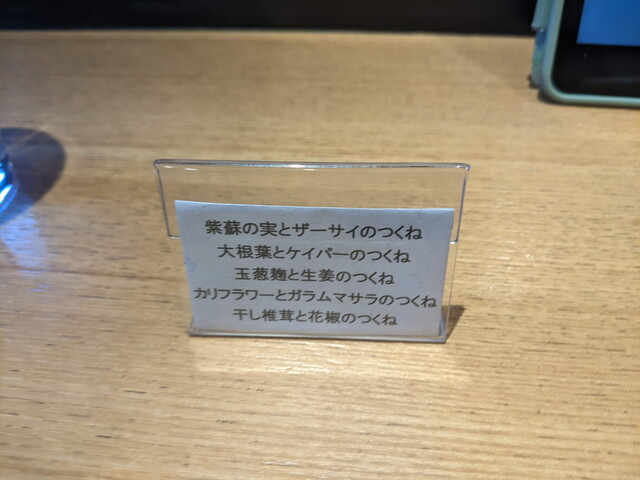 紫蘇の実とザーサイのつくね
大根葉とケイパーのつくね
玉葱麹と生姜のつくね
カリフラワーとガラムマサラのつくね
干し椎茸と花椒のつくね